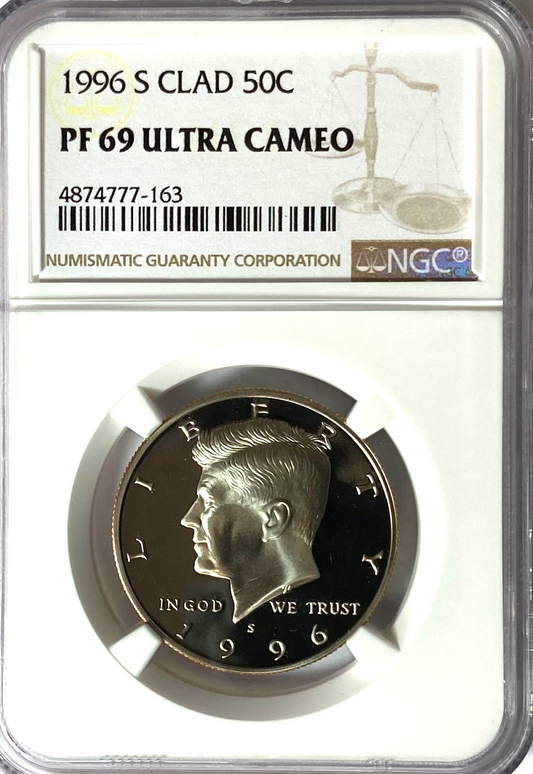 1996 S CLAD 50C
PF 69 ULTRA CAMEO
4874777-163
NUMISMATIC GUARANTY CORPORATION
NGC®
LIBERTY
IN GOD WE TRUST
S
1996